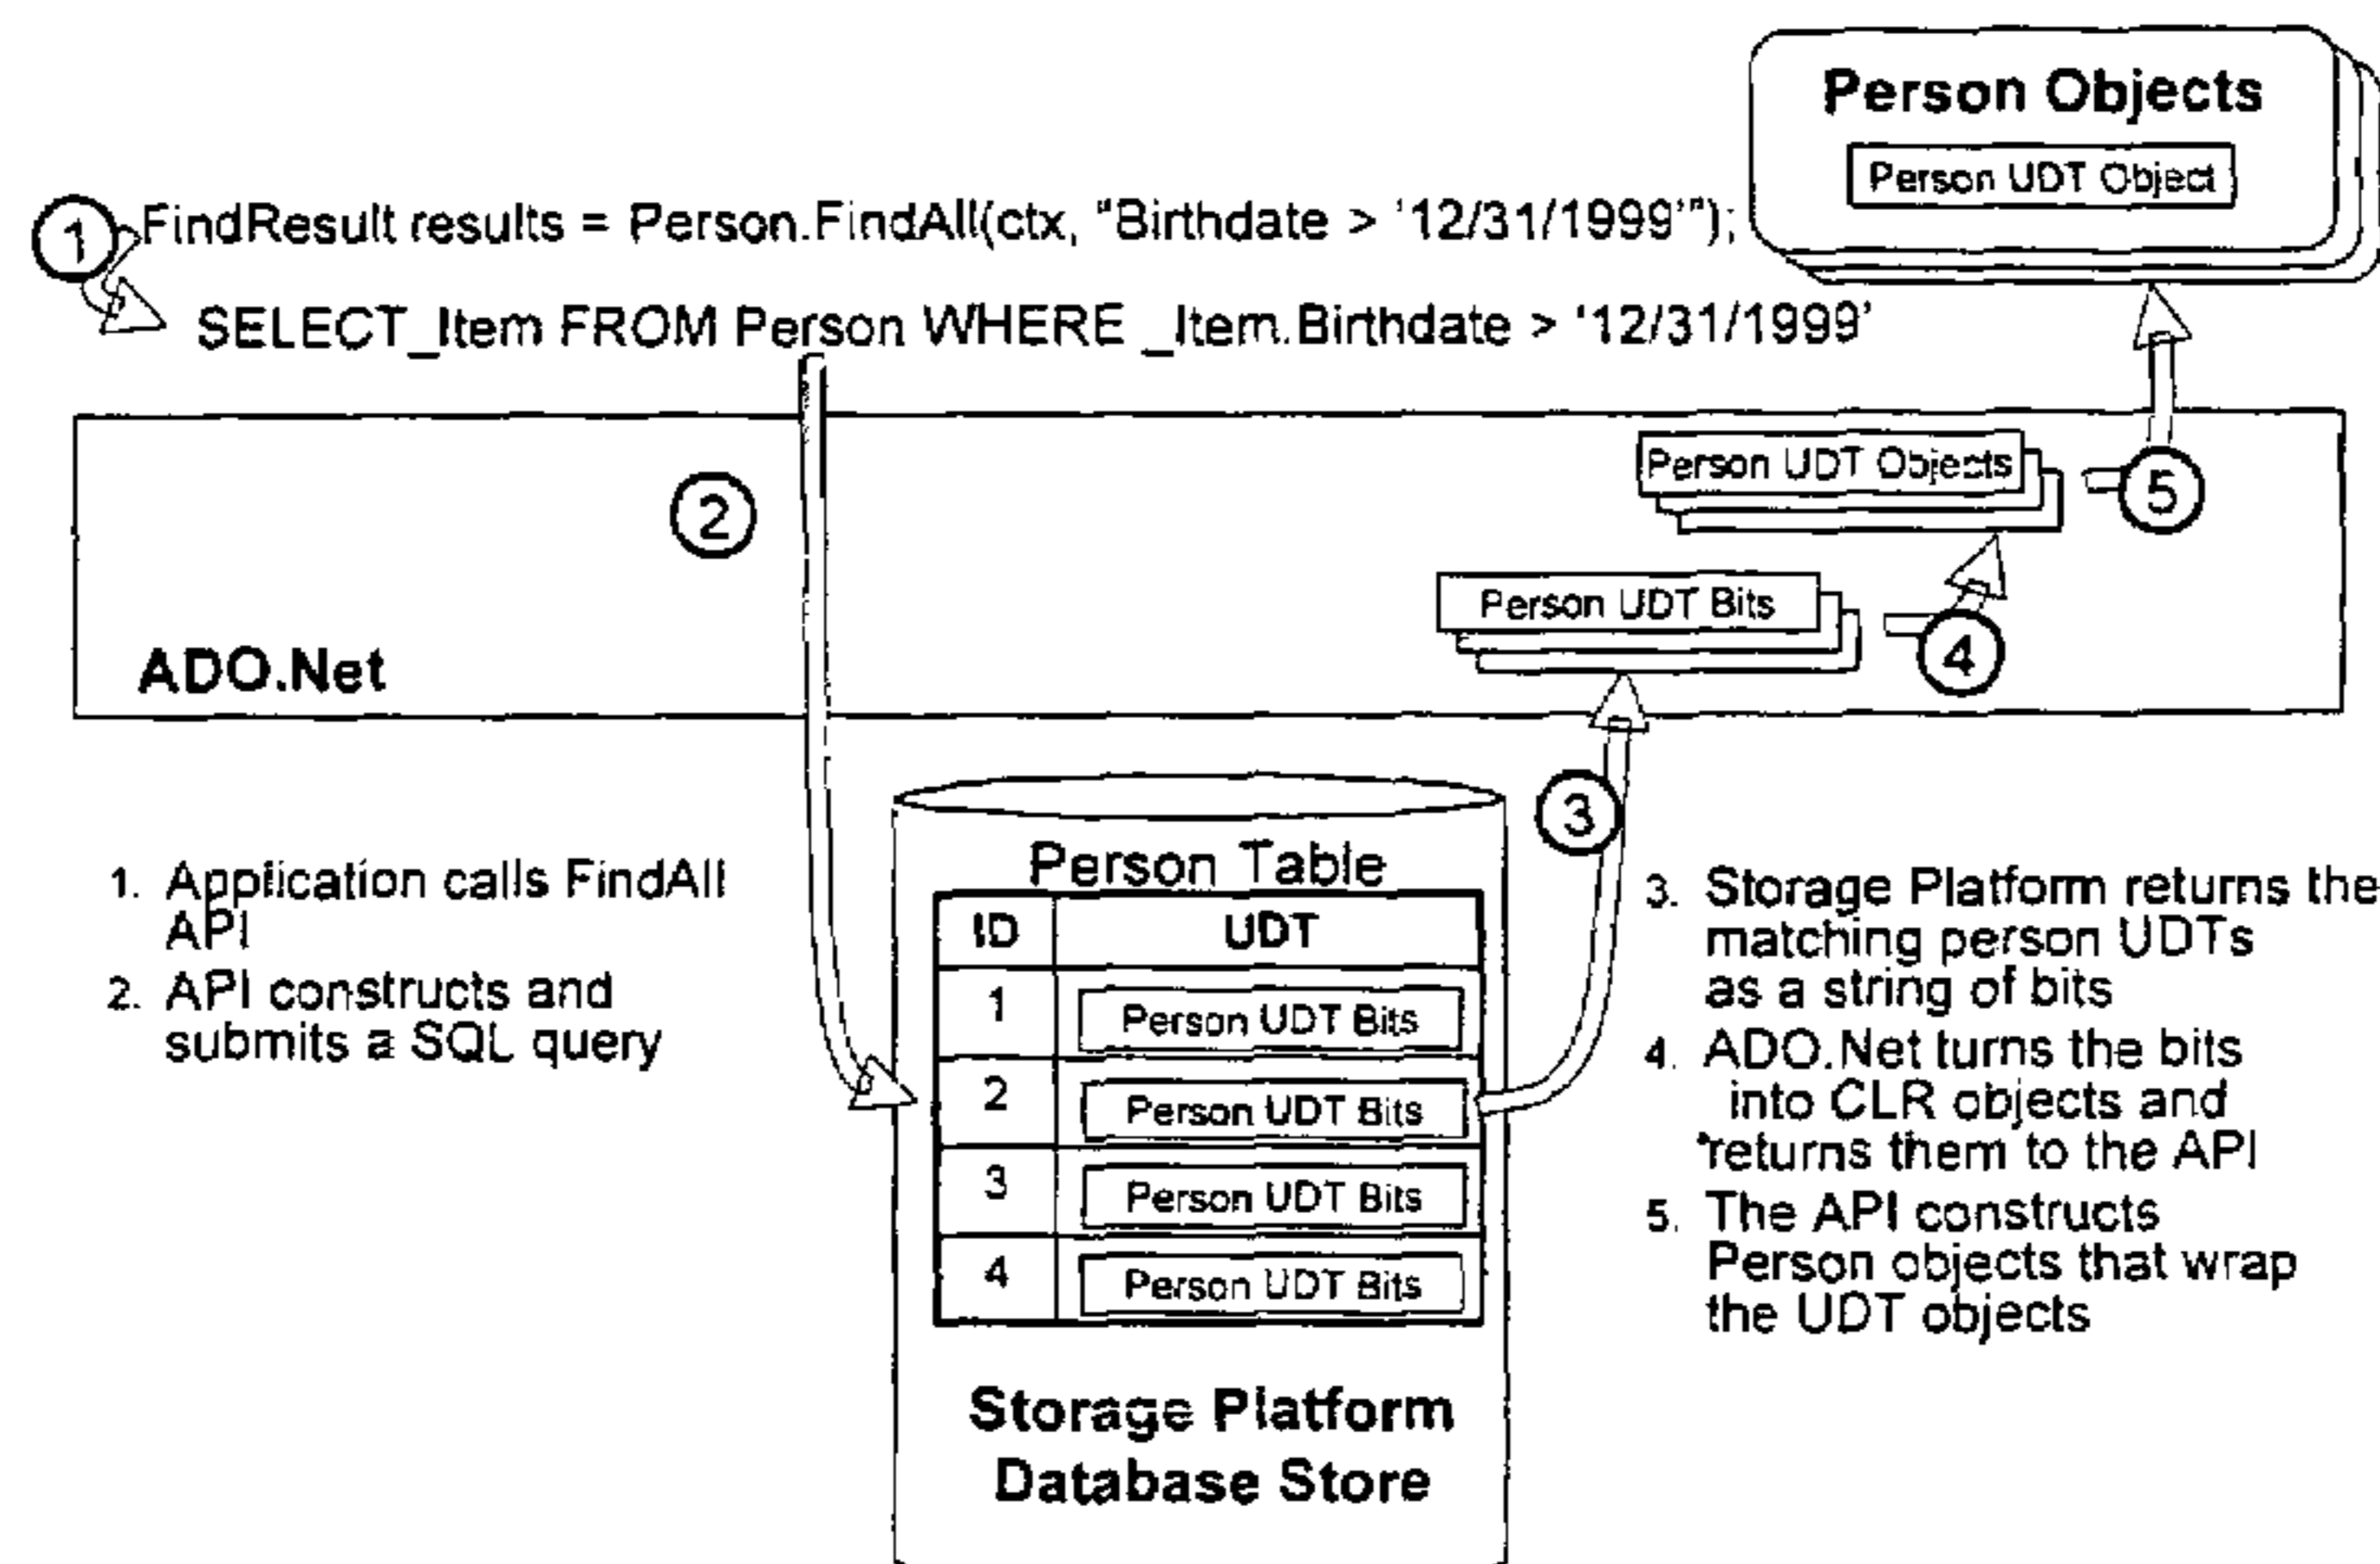 Person Objects
Person UDT Object
1
FindResult results = Person.FindAll(ctx, "Birthdate > '12/31/1999'");
SELECT_Item FROM Person WHERE _Item.Birthdate > '12/31/1999'
Person UDT Objects
5
2
Person UDT Bits
4
ADO.Net
3
1. Application calls FindAll
API
2. API constructs and
submits a SQL query
Person Table
ID UDT
1 Person UDT Bits
2 Person UDT Bits
3 Person UDT Bits
4 Person UDT Bits
Storage Platform
Database Store
3. Storage Platform returns the
matching person UDTs
as a string of bits
4. ADO.Net turns the bits
into CLR objects and
returns them to the API
5. The API constructs
Person objects that wrap
the UDT objects